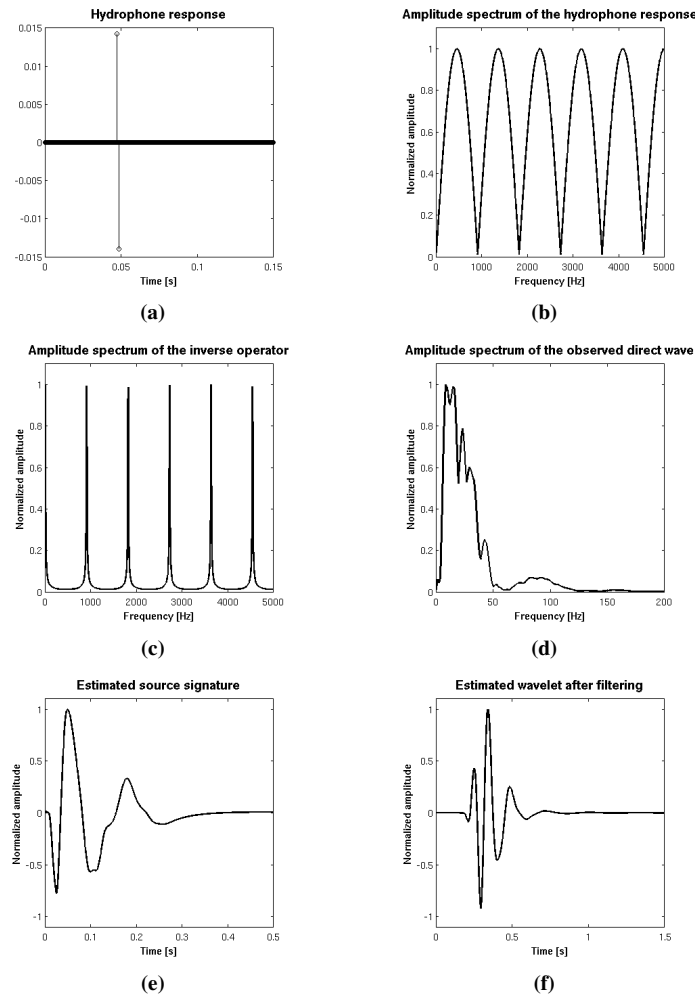 Hydrophone response
0.015
0.01
0.005
0
-0.005
-0.01
-0.015
0
0.05
0.1
0.15
Time [s]
(a)
Amplitude spectrum of the hydrophone response
Normalized amplitude
1
0.8
0.6
0.4
0.2
0
0
1000
2000
3000
4000
5000
Frequency [Hz]
(b)
Amplitude spectrum of the inverse operator
Normalized amplitude
1
0.8
0.6
0.4
0.2
0
0
1000
2000
3000
4000
5000
Frequency [Hz]
(c)
Amplitude spectrum of the observed direct wave
Normalized amplitude
1
0.8
0.6
0.4
0.2
0
0
50
100
150
200
Frequency [Hz]
(d)
Estimated source signature
Normalized amplitude
1
0.5
0
-0.5
-1
0
0.1
0.2
0.3
0.4
0.5
Time [s]
(e)
Estimated wavelet after filtering
Normalized amplitude
1
0.5
0
-0.5
-1
0
0.5
1
1.5
Time [s]
(f)